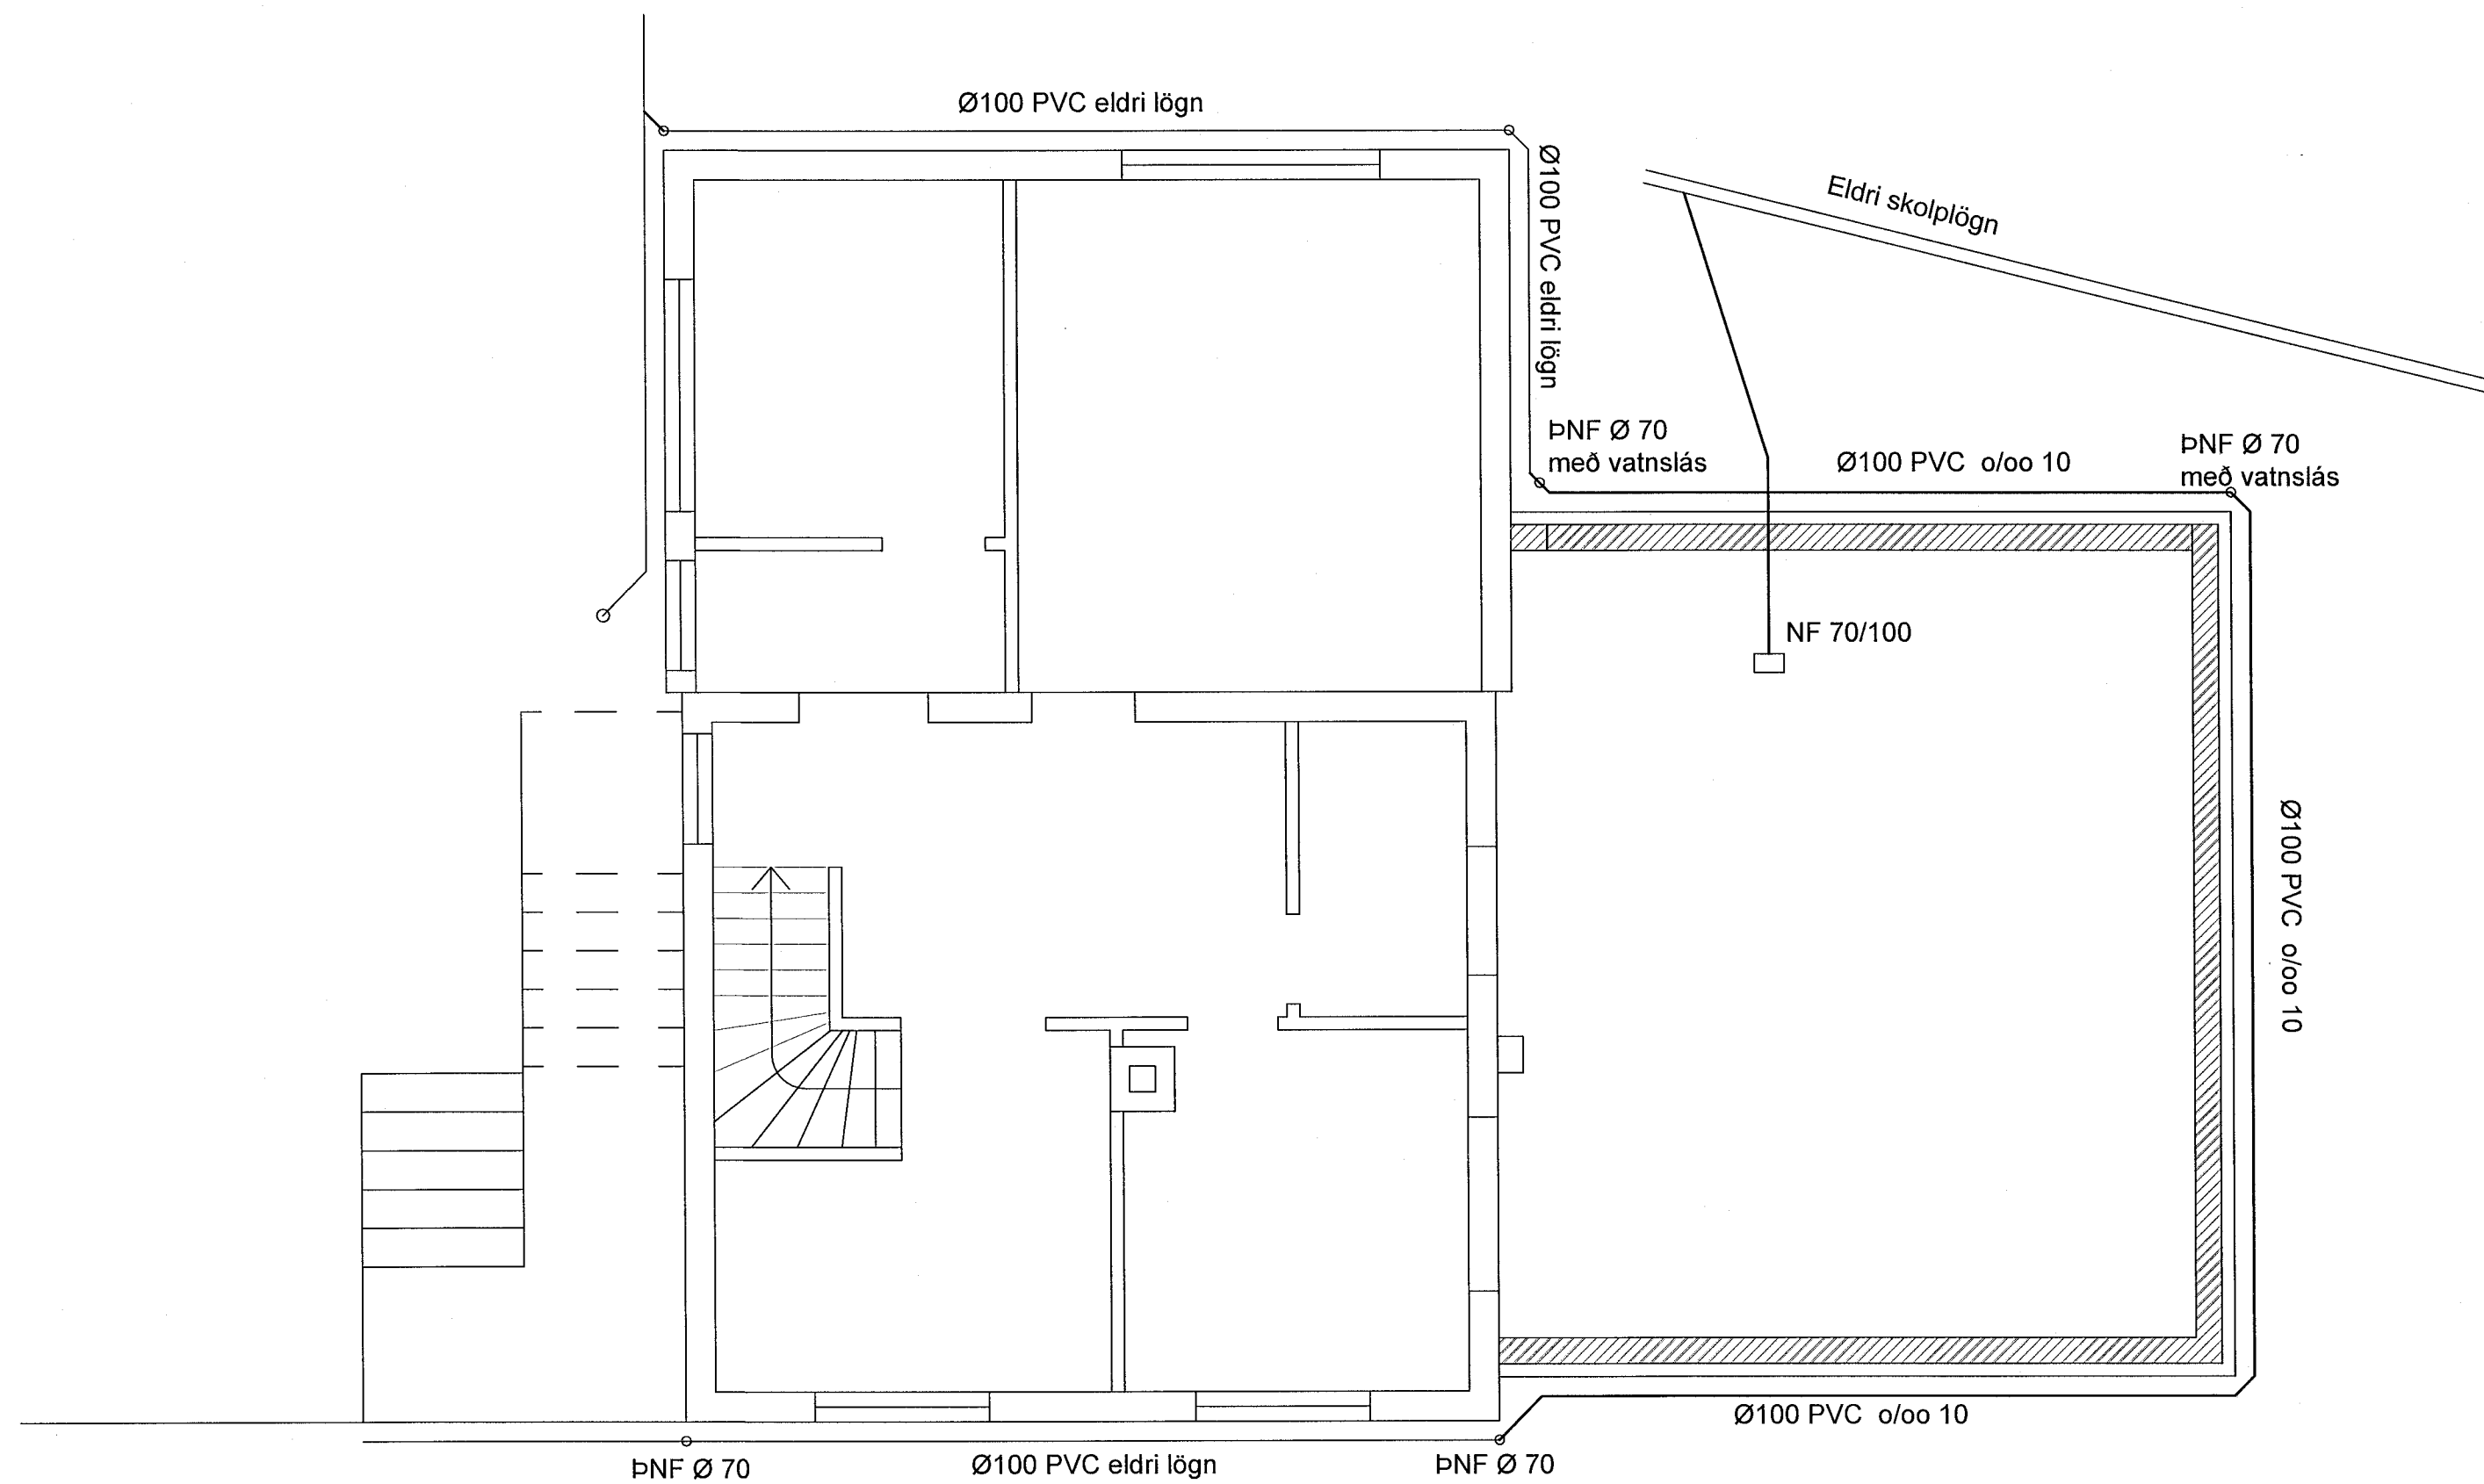 Ø100 PVC eldri lögn
Ø100 PVC eldri lögn
Eldri skolplögn
ÞNF Ø 70
með vatnslás
Ø100 PVC o/oo 10
ÞNF Ø 70
með vatnslás
NF 70/100
Ø100 PVC o/oo 10
Ø100 PVC o/oo 10
ÞNF Ø 70
Ø100 PVC eldri lögn
ÞNF Ø 70